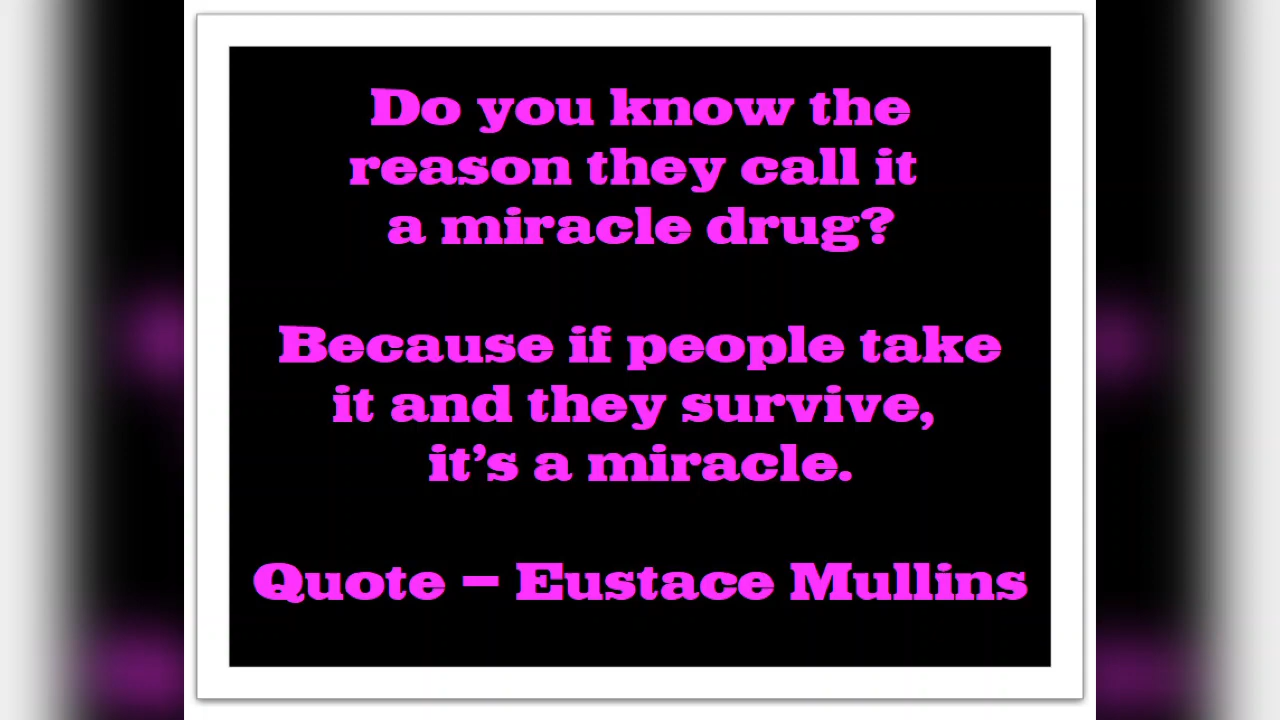 Do you know the
reason they call it
a miracle drug?
Because if people take
it and they survive,
it’s a miracle.
Quote – Eustace Mullins